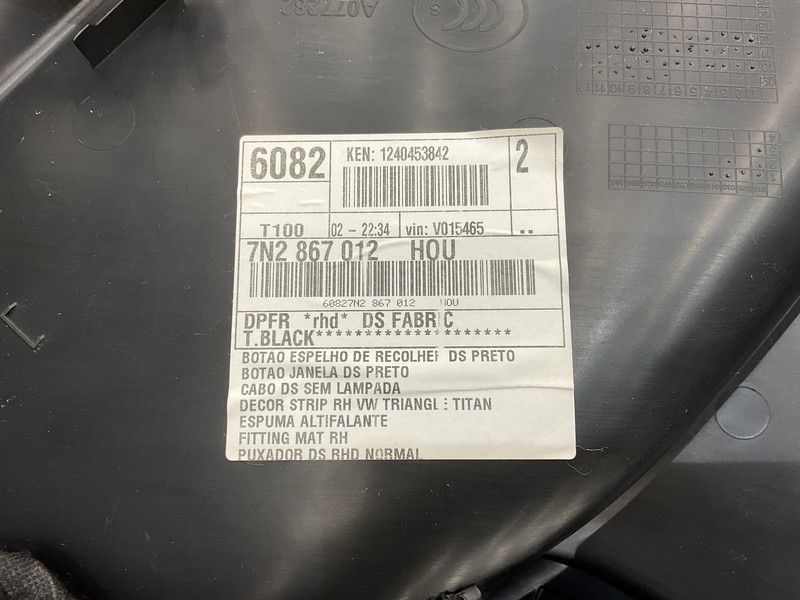 A077282
S
6082
KEN: 1240453842
2
T100
02 - 22:34
vin: V015465
..
7N2 867 012 HOU
60827N2 867 012 HOU
DPFR *rhd* DS FABRIC
T.BLACK********************
BOTAO ESPELHO DE RECOLHER DS PRETO
BOTAO JANELA DS PRETO
CABO DS SEM LAMPADA
DECOR STRIP RH VW TRIANGLE TITAN
ESPUMA ALTIFALANTE
FITTING MAT RH
PUXADOR DS RHD NORMAL